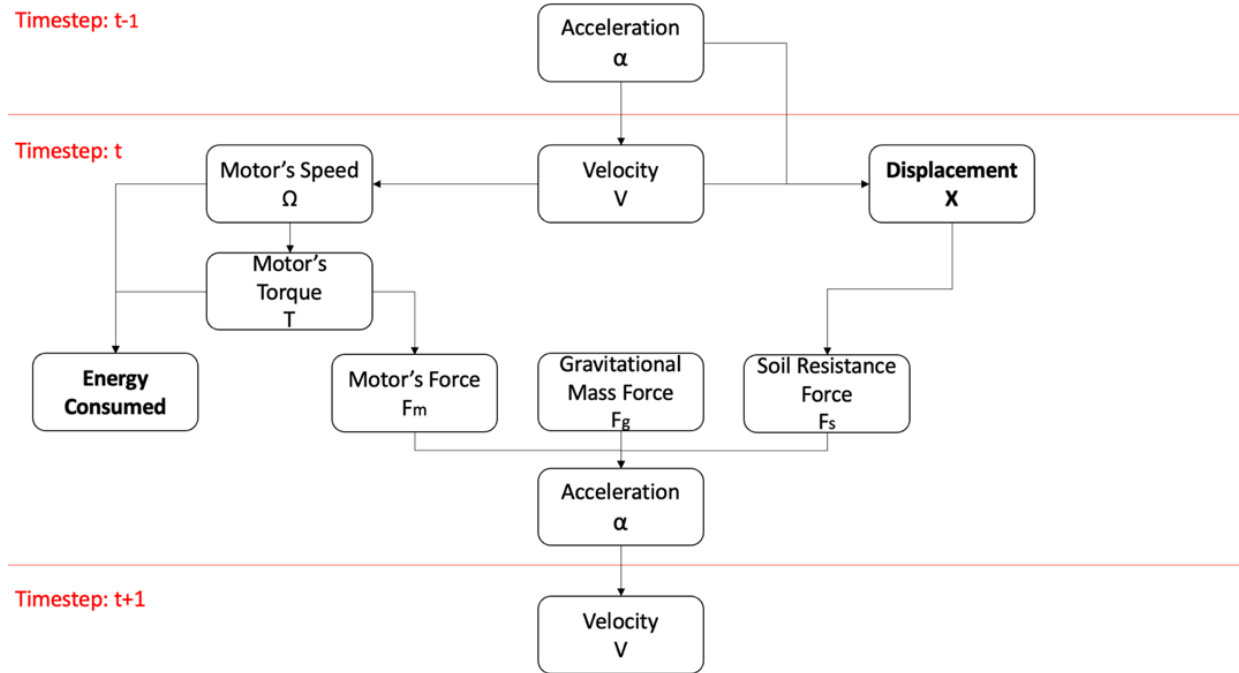 Timestep: t-1
Acceleration
α
Timestep: t
Motor's Speed
Ω
Velocity
V
Displacement
X
Motor's
Torque
T
Energy
Consumed
Motor's Force
Fm
Gravitational
Mass Force
Fg
Soil Resistance
Force
Fs
Acceleration
α
Timestep: t+1
Velocity
V